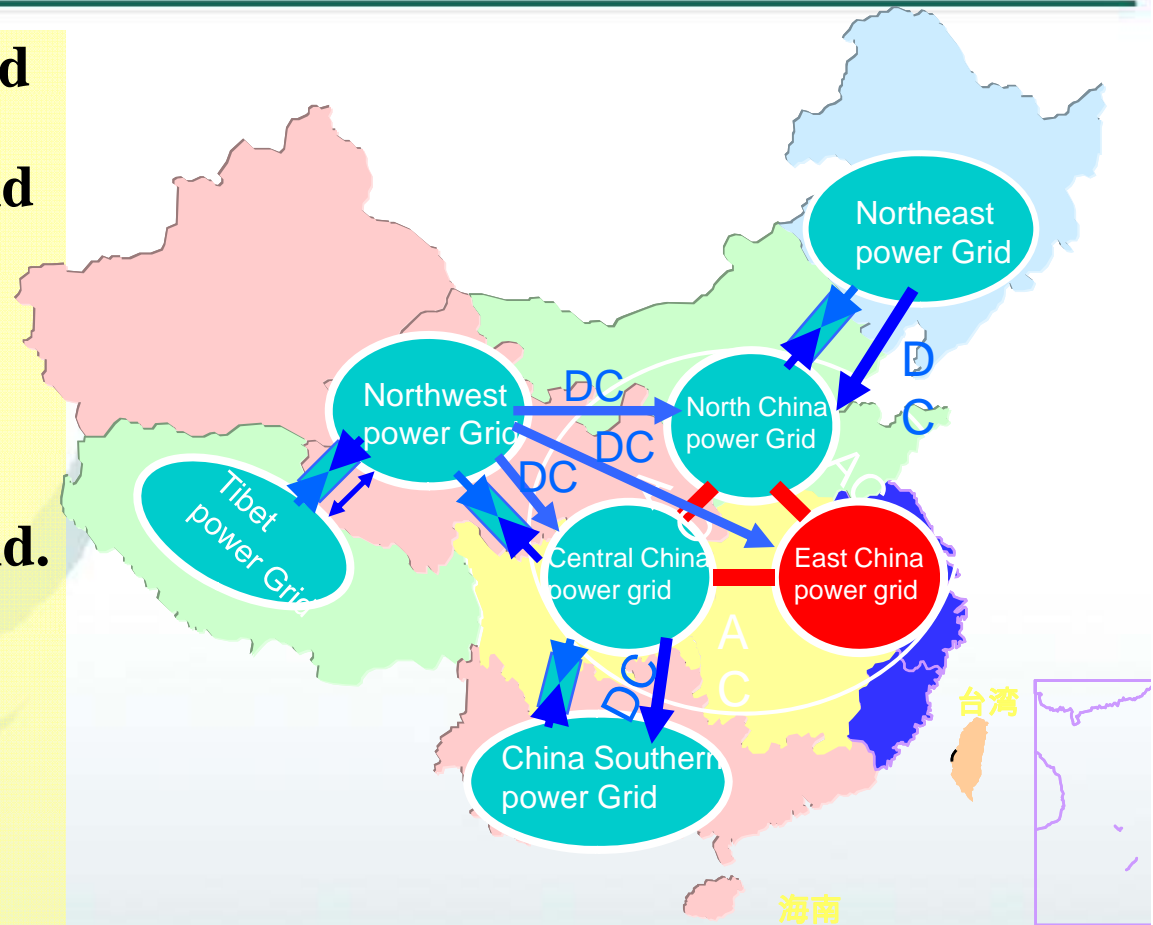 d
d
d.
Northeast
power Grid
D
C
Northwest
power Grid
DC
DC
DC
North China
power Grid
AC
Tibet
power Grid
Central China
power grid
East China
power grid
A
C
DC
China Southern
power Grid
台湾
海南